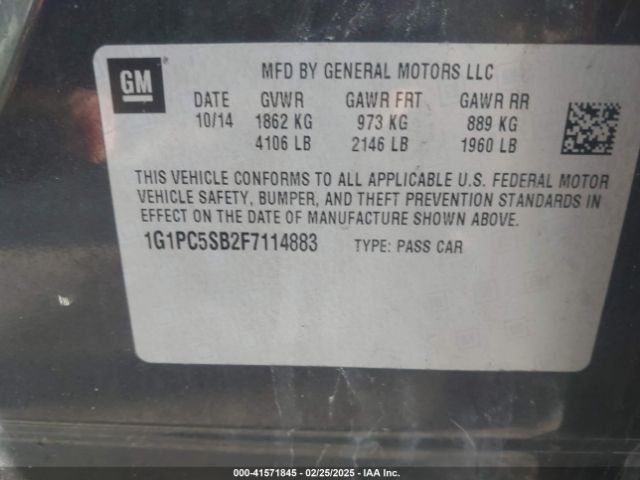 GM
MFD BY GENERAL MOTORS LLC
DATE GVWR GAWR FRT GAWR RR
10/14 1862 KG 973 KG 889 KG
4106 LB 2146 LB 1960 LB
THIS VEHICLE CONFORMS TO ALL APPLICABLE U.S. FEDERAL MOTOR
VEHICLE SAFETY, BUMPER, AND THEFT PREVENTION STANDARDS IN
EFFECT ON THE DATE OF MANUFACTURE SHOWN ABOVE.
1G1PC5SB2F7114883 TYPE: PASS CAR
000-41571845 - 02/25/2025 - IAA Inc.